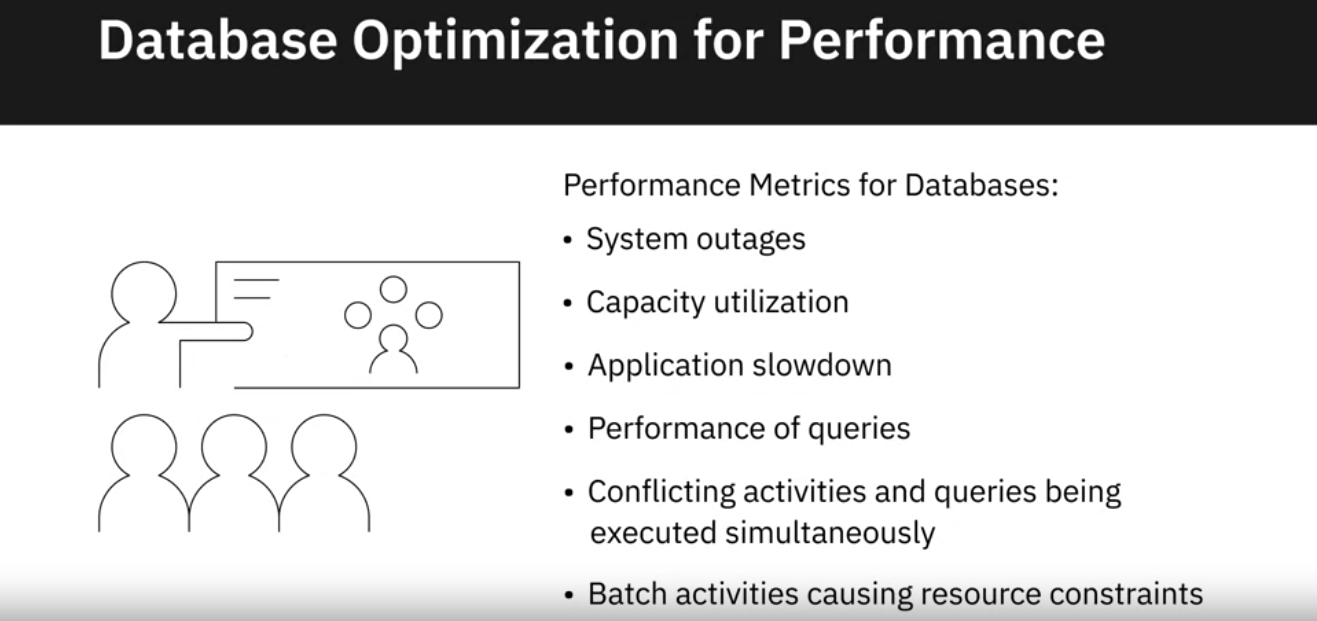 Database Optimization for Performance
Performance Metrics for Databases:
• System outages
• Capacity utilization
• Application slowdown
• Performance of queries
• Conflicting activities and queries being
executed simultaneously
• Batch activities causing resource constraints